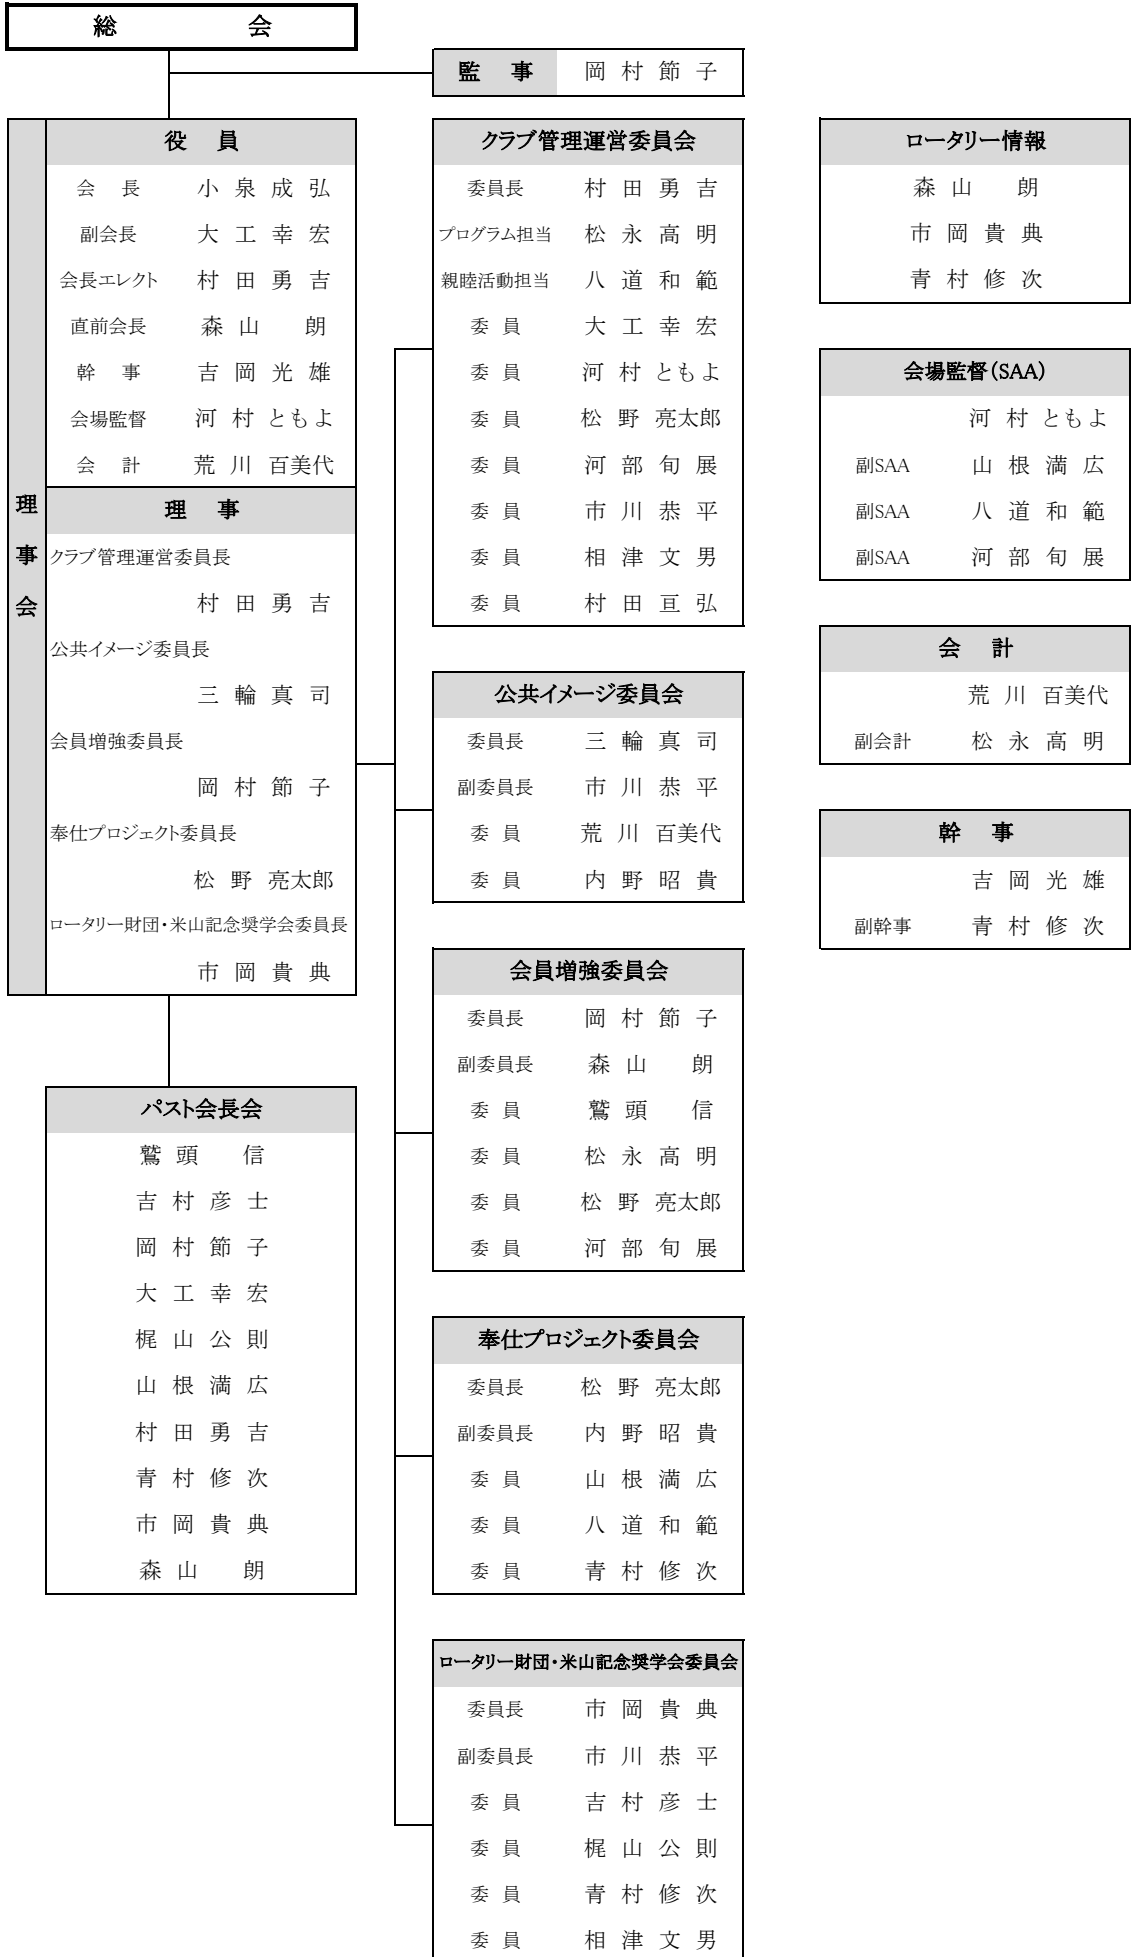 総 会
監 事 岡 村 節 子
理事会
役 員
会 長 小 泉 成 弘
副会長 大 工 幸 宏
会長エレクト 村 田 勇 吉
直前会長 森 山 朗
幹 事 吉 岡 光 雄
会場監督 河 村 ともよ
会 計 荒 川 百美代
理 事
クラブ管理運営委員長
村 田 勇 吉
公共イメージ委員長
三 輪 真 司
会員増強委員長
岡 村 節 子
奉仕プロジェクト委員長
松 野 亮太郎
ロータリー財団・米山記念奨学会委員長
市 岡 貴 典
パスト会長会
鷲 頭 信
吉 村 彦 士
岡 村 節 子
大 工 幸 宏
梶 山 公 則
山 根 満 広
村 田 勇 吉
青 村 修 次
市 岡 貴 典
森 山 朗
クラブ管理運営委員会
委員長 村 田 勇 吉
プログラム担当 松 永 高 明
親睦活動担当 八 道 和 範
委 員 大 工 幸 宏
委 員 河 村 ともよ
委 員 松 野 亮太郎
委 員 河 部 旬 展
委 員 市 川 恭 平
委 員 相 津 文 男
委 員 村 田 亘 弘
公共イメージ委員会
委員長 三 輪 真 司
副委員長 市 川 恭 平
委 員 荒 川 百美代
委 員 内 野 昭 貴
会員増強委員会
委員長 岡 村 節 子
副委員長 森 山 朗
委 員 鷲 頭 信
委 員 松 永 高 明
委 員 松 野 亮太郎
委 員 河 部 旬 展
奉仕プロジェクト委員会
委員長 松 野 亮太郎
副委員長 内 野 昭 貴
委 員 山 根 満 広
委 員 八 道 和 範
委 員 青 村 修 次
ロータリー財団・米山記念奨学会委員会
委員長 市 岡 貴 典
副委員長 市 川 恭 平
委 員 吉 村 彦 士
委 員 梶 山 公 則
委 員 青 村 修 次
委 員 相 津 文 男
ロータリー情報
森 山 朗
市 岡 貴 典
青 村 修 次
会場監督(SAA)
河 村 ともよ
副SAA 山 根 満 広
副SAA 八 道 和 範
副SAA 河 部 旬 展
会 計
荒 川 百美代
副会計 松 永 高 明
幹 事
吉 岡 光 雄
副幹事 青 村 修 次